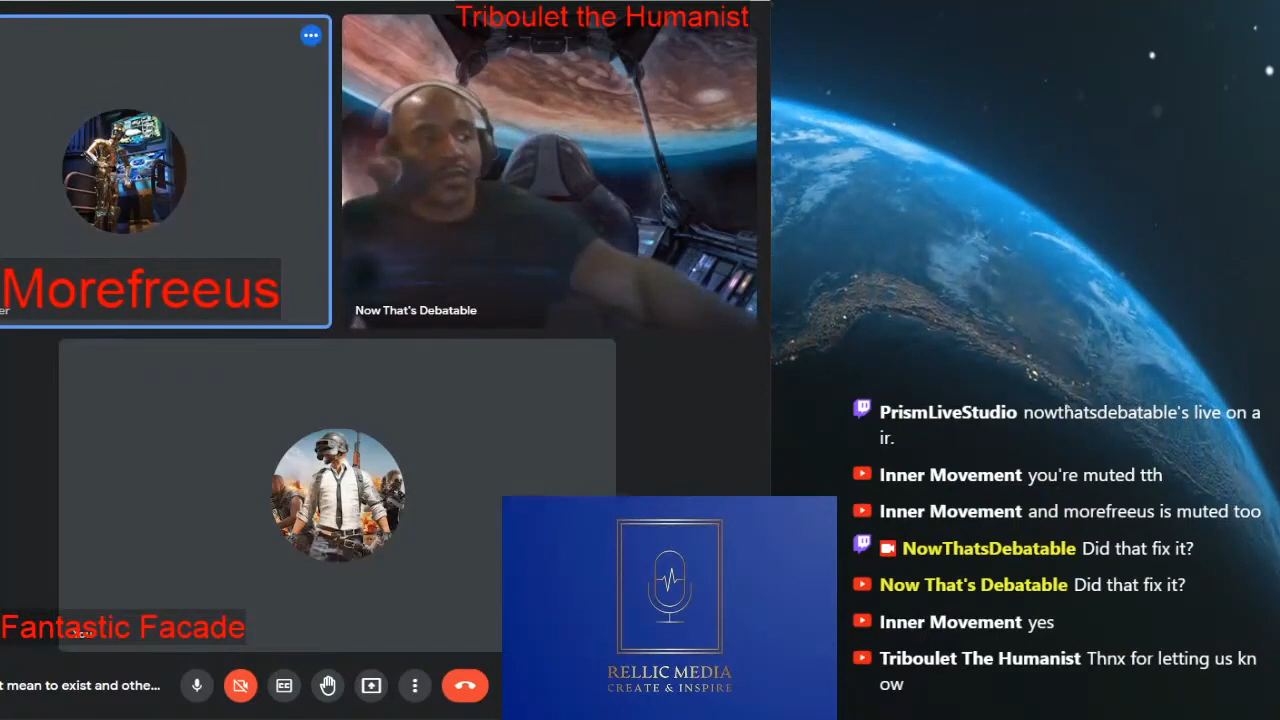 Triboulet the Humanist
Morefreeus
er
Now That's Debatable
PrismLiveStudio nowthatsdebatable's live on a
ir.
Inner Movement you're muted tth
Inner Movement and morefreeus is muted too
NowThatsDebatable Did that fix it?
Now That's Debatable Did that fix it?
Inner Movement yes
Triboulet The Humanist Thnx for letting us kn
ow
Fantastic Facade
t mean to exist and othe...
RELLIC MEDIA
CREATE & INSPIRE